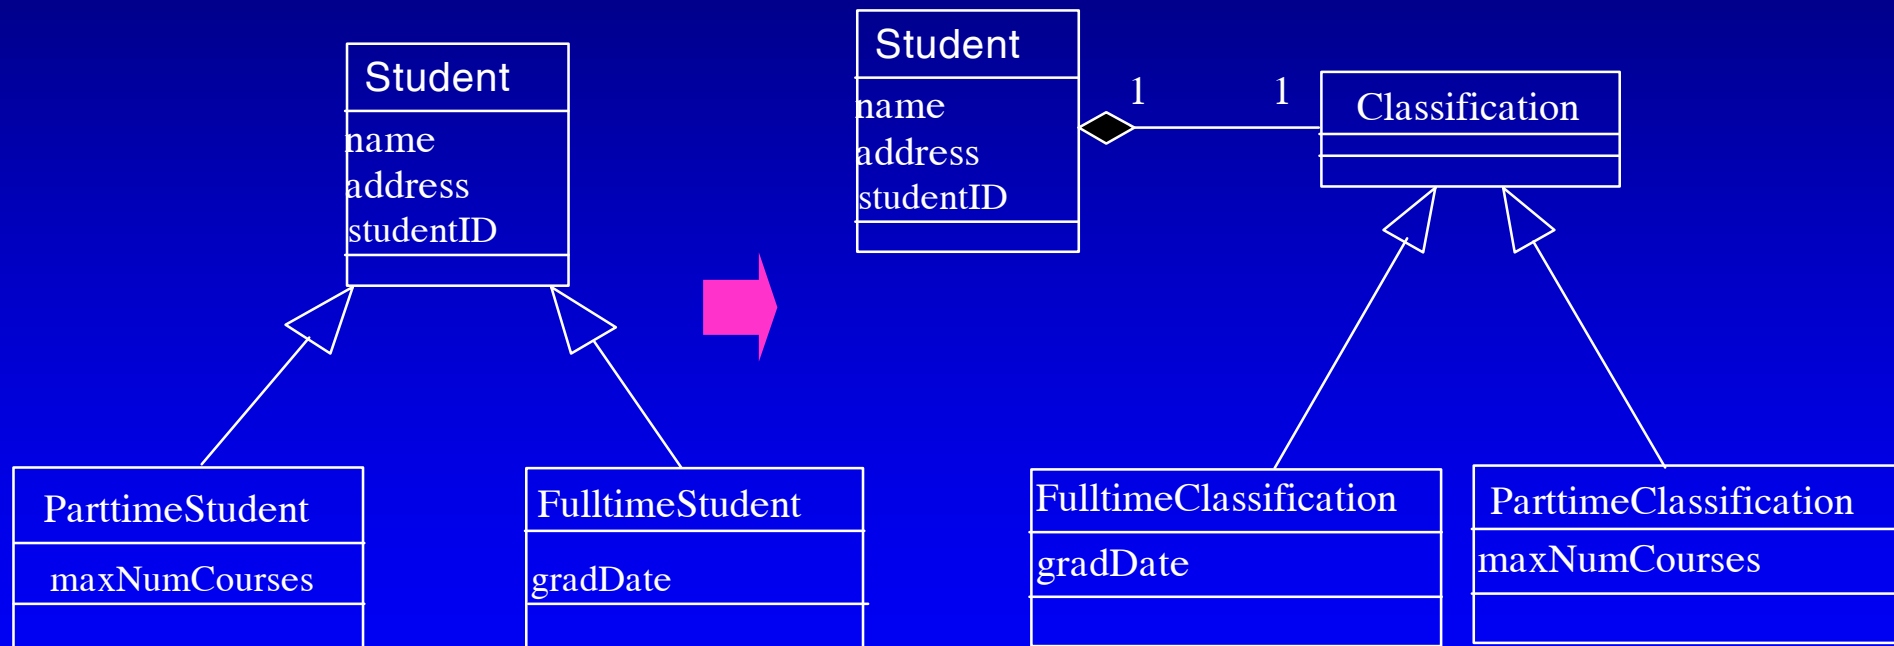 Student
name
address
studentID
ParttimeStudent
maxNumCourses
FulltimeStudent
gradDate
Student
name
address
studentID
1
1
Classification
FulltimeClassification
gradDate
ParttimeClassification
maxNumCourses